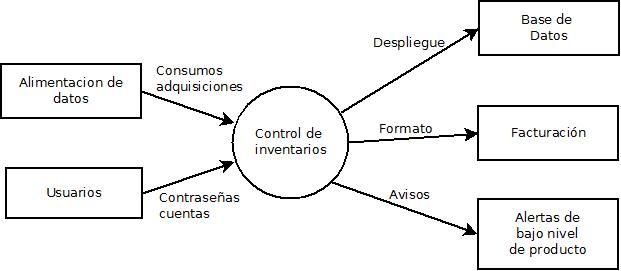 Base de
Datos
Despliegue
Consumos
adquisiciones
Alimentacion de
datos
Control de
inventarios
Formato
Facturación
Usuarios
Contraseñas
cuentas
Avisos
Alertas de
bajo nivel
de producto